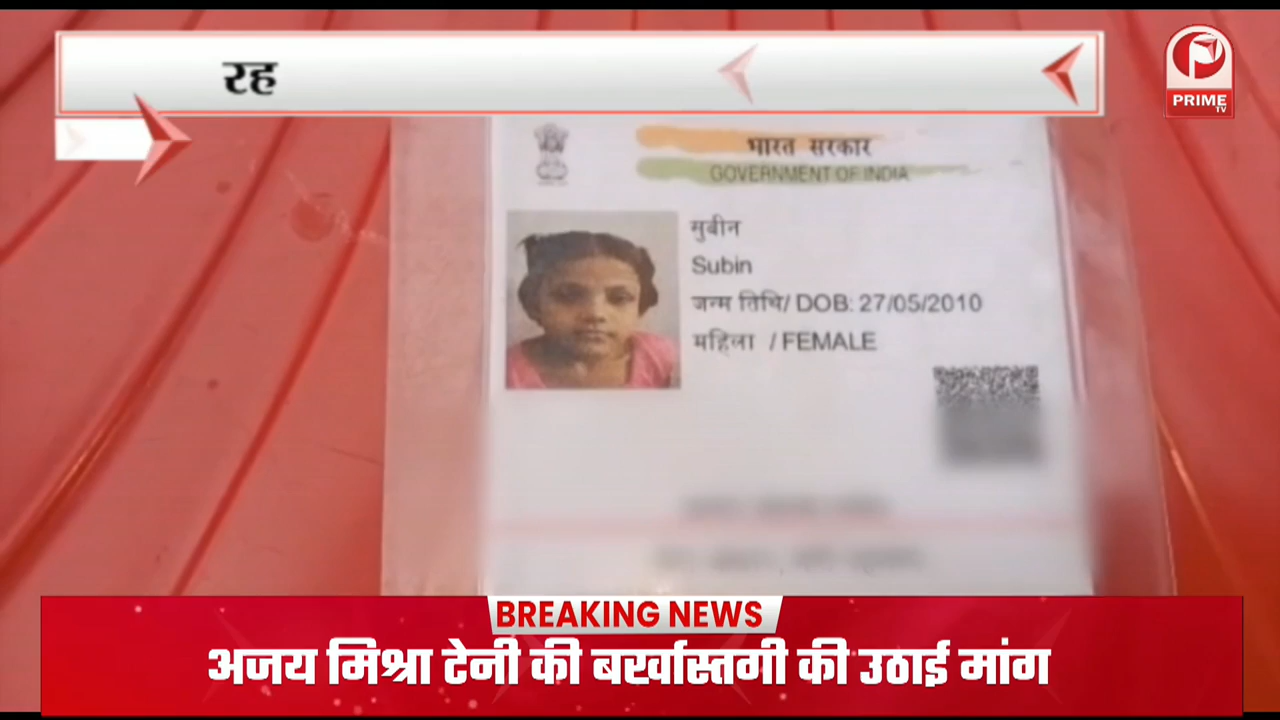 रह
PRIME
TV
भारत सरकार
GOVERNMENT OF INDIA
सुबीन
Subin
जन्म तिथि/ DOB: 27/05/2010
महिला / FEMALE
BREAKING NEWS
अजय मिश्रा टेनी की बर्खास्तगी की उठाई मांग